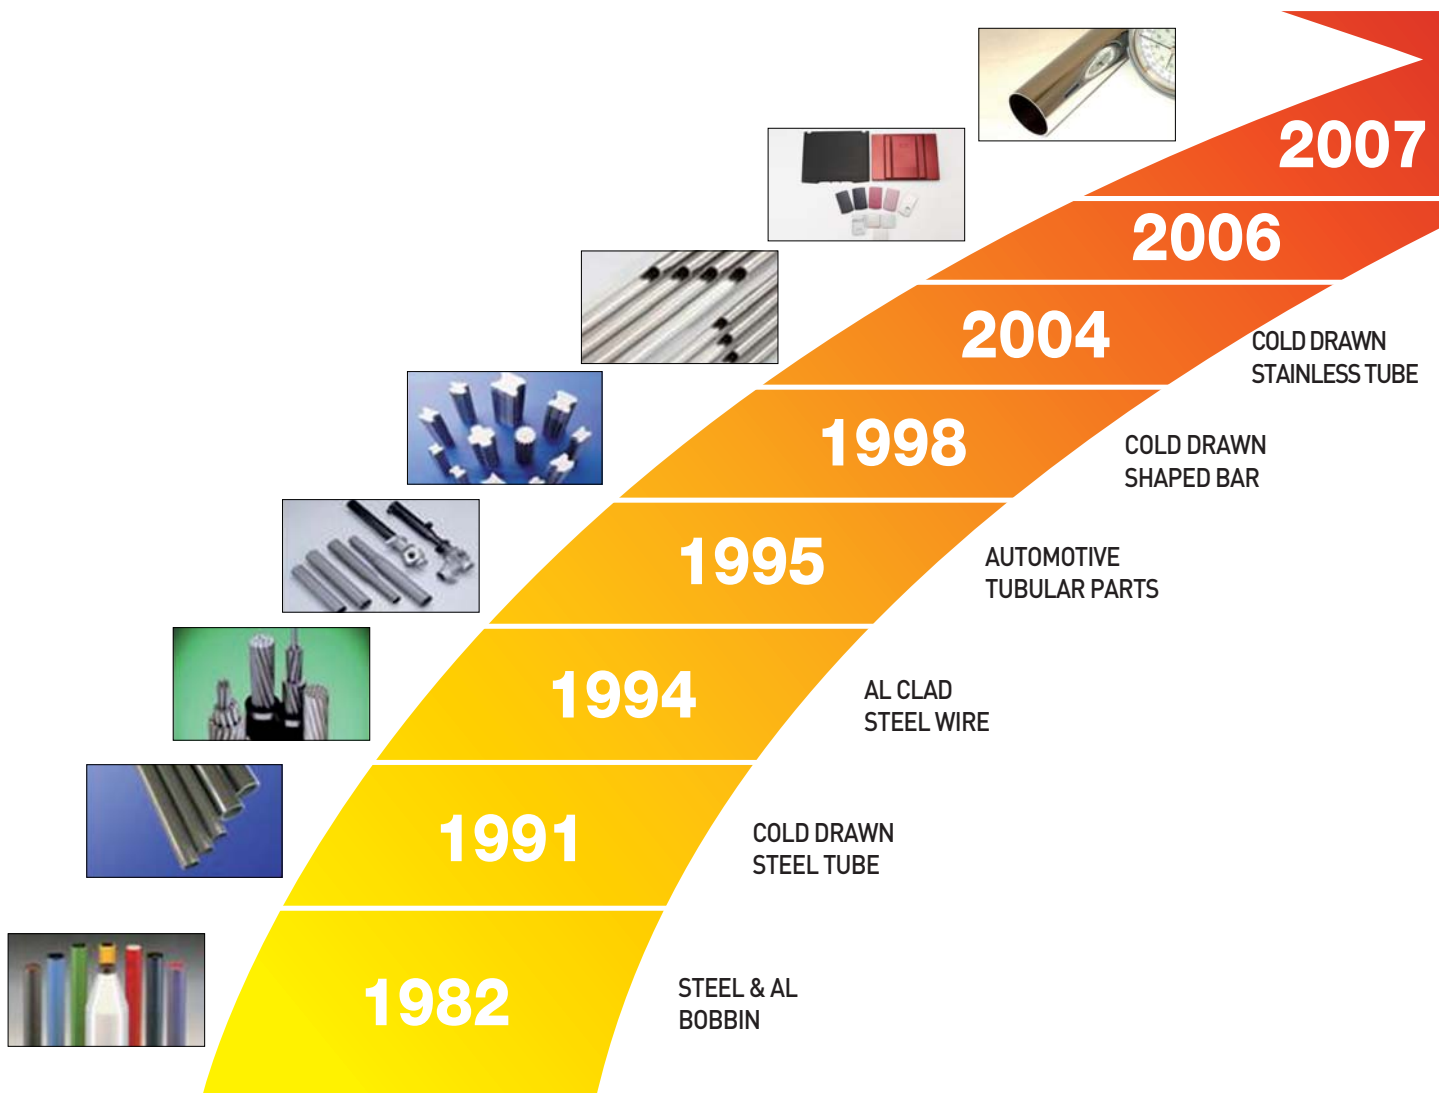 2007
2006
2004
COLD DRAWN
STAINLESS TUBE
1998
COLD DRAWN
SHAPED BAR
1995
AUTOMOTIVE
TUBULAR PARTS
1994
AL CLAD
STEEL WIRE
1991
COLD DRAWN
STEEL TUBE
1982
STEEL & AL
BOBBIN